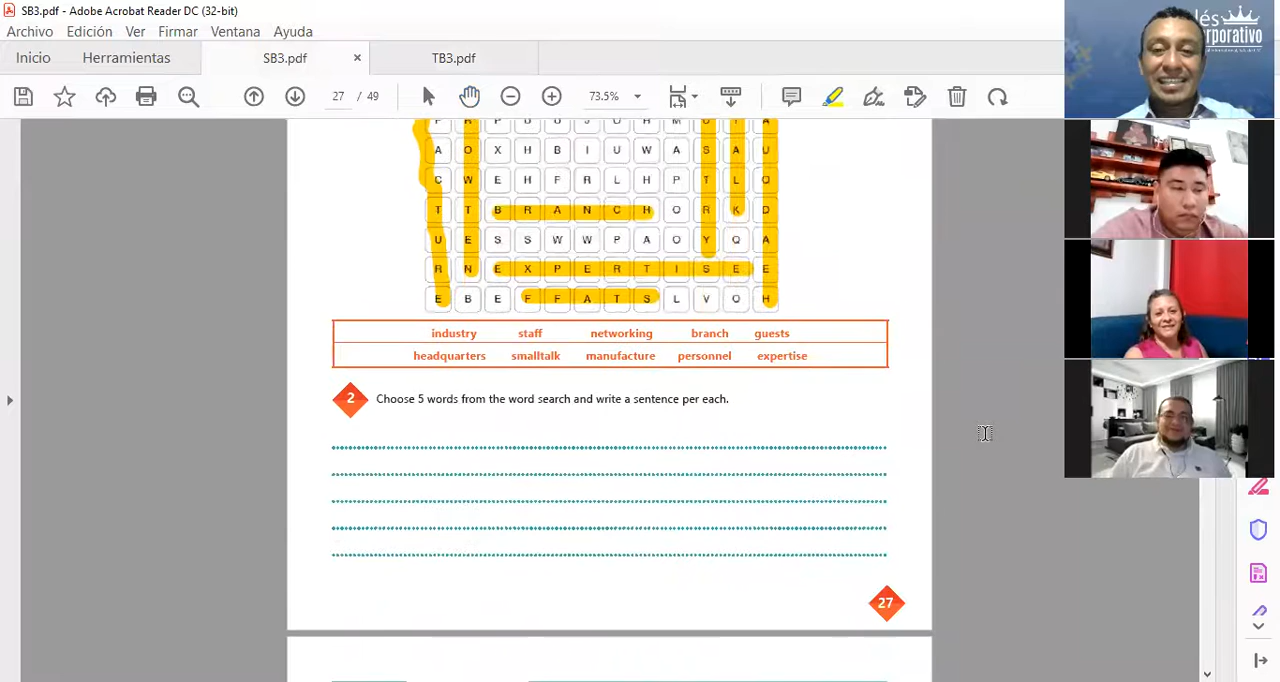 SB3.pdf - Adobe Acrobat Reader DC (32-bit)
Archivo Edición Ver Firmar Ventana Ayuda
Inicio Herramientas SB3.pdf × TB3.pdf
27 / 49 73.5%
A O X H B I U W A S A U
C W E H F R L H P T L Q
T T B R A N C H O R K D
U E S S W W P A O Y Q A
R N E X P E R T I S E E
E B E F F A T S L V O H
industry staff networking branch guests
headquarters smalltalk manufacture personnel expertise
2 Choose 5 words from the word search and write a sentence per each.
27